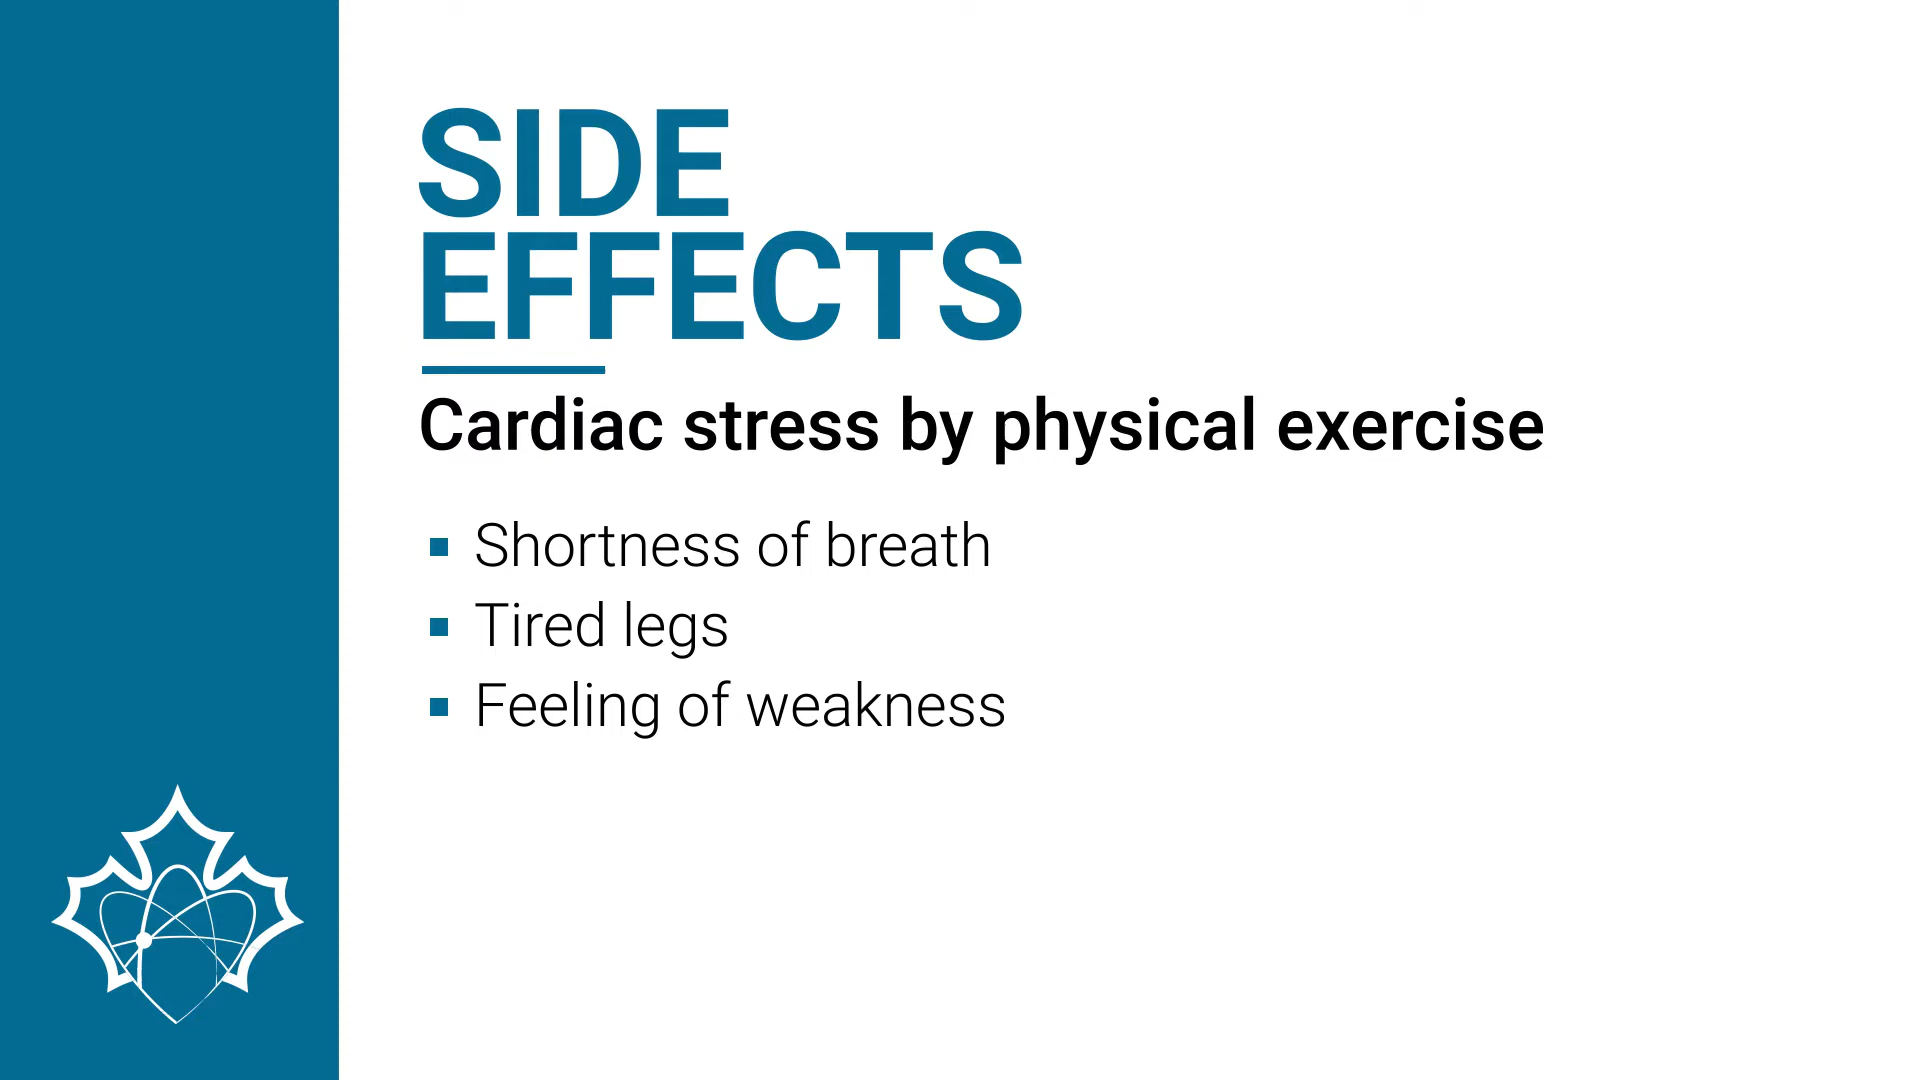 SIDE
EFFECTS
Cardiac stress by physical exercise
Shortness of breath
Tired legs
Feeling of weakness